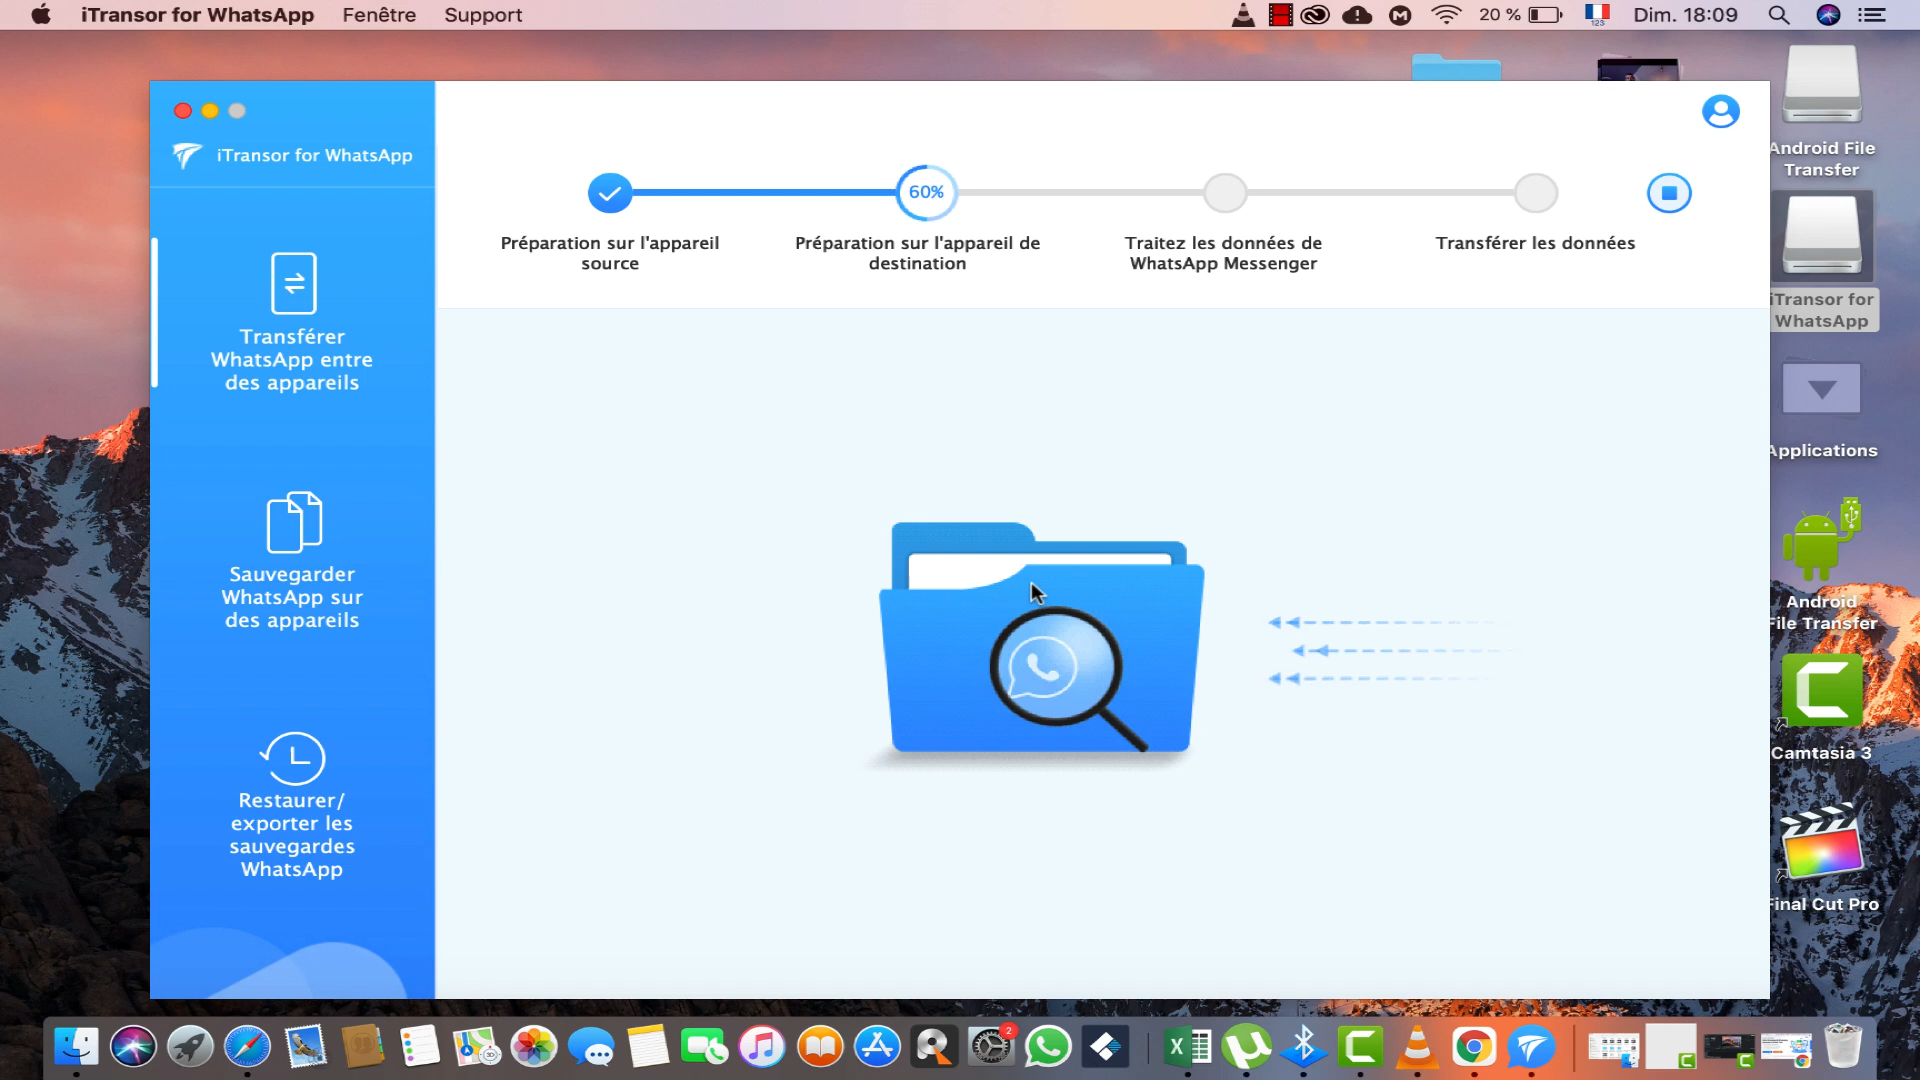 iTransor for WhatsApp Fenêtre Support 20 % 123 Dim. 18:09
iTransor for WhatsApp
60%
Préparation sur l'appareil
source
Préparation sur l'appareil de
destination
Traitez les données de
WhatsApp Messenger
Transférer les données
Transférer
WhatsApp entre
des appareils
Sauvegarder
WhatsApp sur
des appareils
Restaurer/
exporter les
sauvegardes
WhatsApp
Android File
Transfer
iTransor for
WhatsApp
Applications
Android
File Transfer
Camtasia 3
Final Cut Pro
2
3D